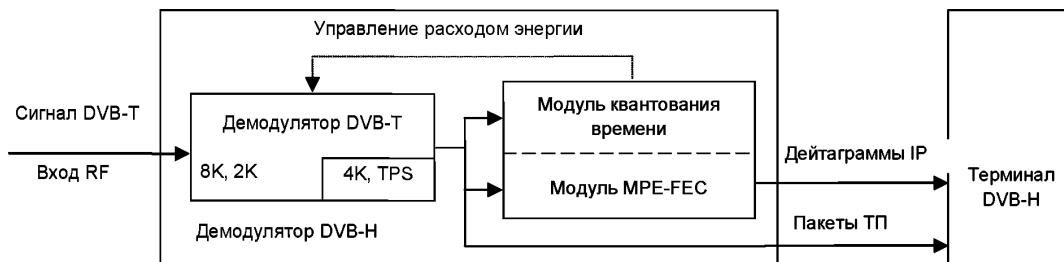 Управление расходом энергии
Сигнал DVB-T
Вход RF
Демодулятор DVB-T
8K, 2K
4K, TPS
Демодулятор DVB-H
Модуль квантования
времени
Модуль MPE-FEC
Дейтаграммы IP
Пакеты ТП
Терминал
DVB-H